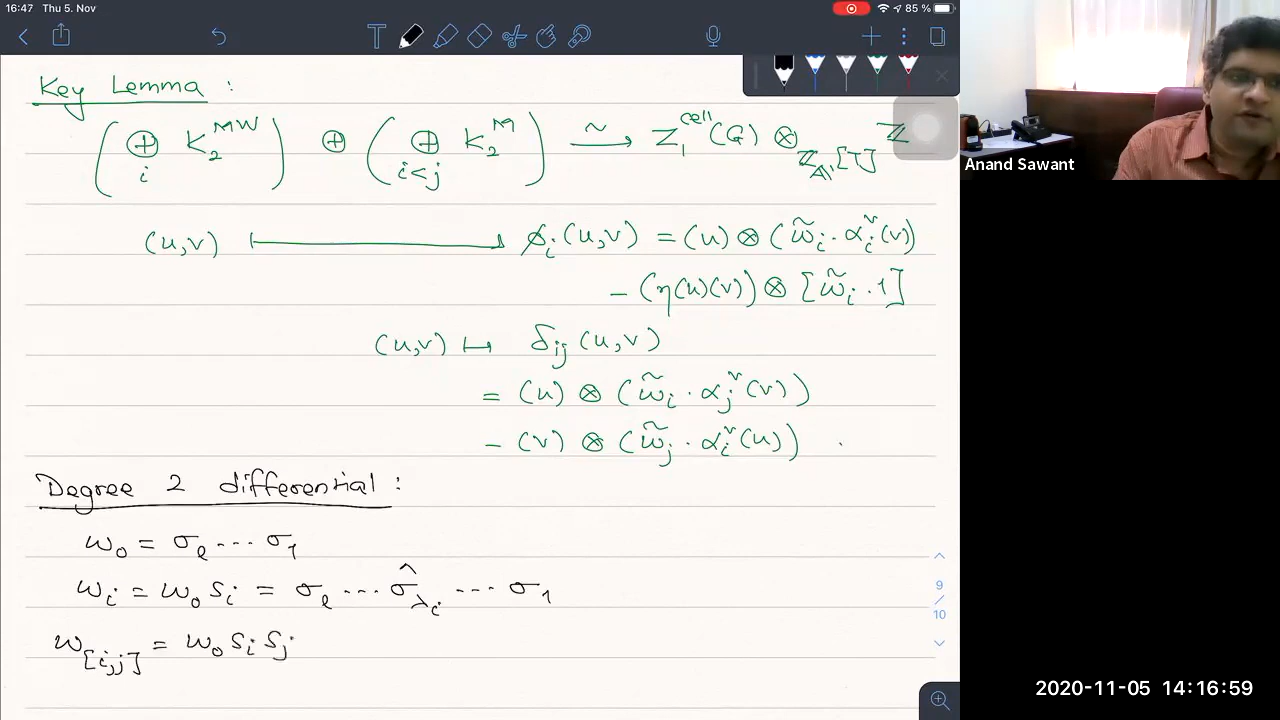 16:47 Thu 5. Nov
85 %
Key Lemma :
( ⊕_i K_2^{MW} ) ⊕ ( ⊕_{i<j} K_2^M ) →~ Z_1^{cell}(G) ⊗_{ℤ_{A^1}[T]} ℤ
(u,v) ⟼ ϕ_i(u,v) = (u) ⊗ (w̃_i · α_i^∨(v))
− (η(u)(v)) ⊗ [w̃_i · 1]
(u,v) ↦ δ_{ij}(u,v)
= (u) ⊗ (w̃_i · α_j^∨(v))
− (v) ⊗ (w̃_j · α_i^∨(u)) .
Degree 2 differential :
w_0 = σ_ℓ ··· σ_1
w_i = w_0 s_i = σ_ℓ ··· σ̂_{λ_i} ··· σ_1
w_{[i,j]} = w_0 s_i s_j
9
/
10
Anand Sawant
2020-11-05 14:16:59